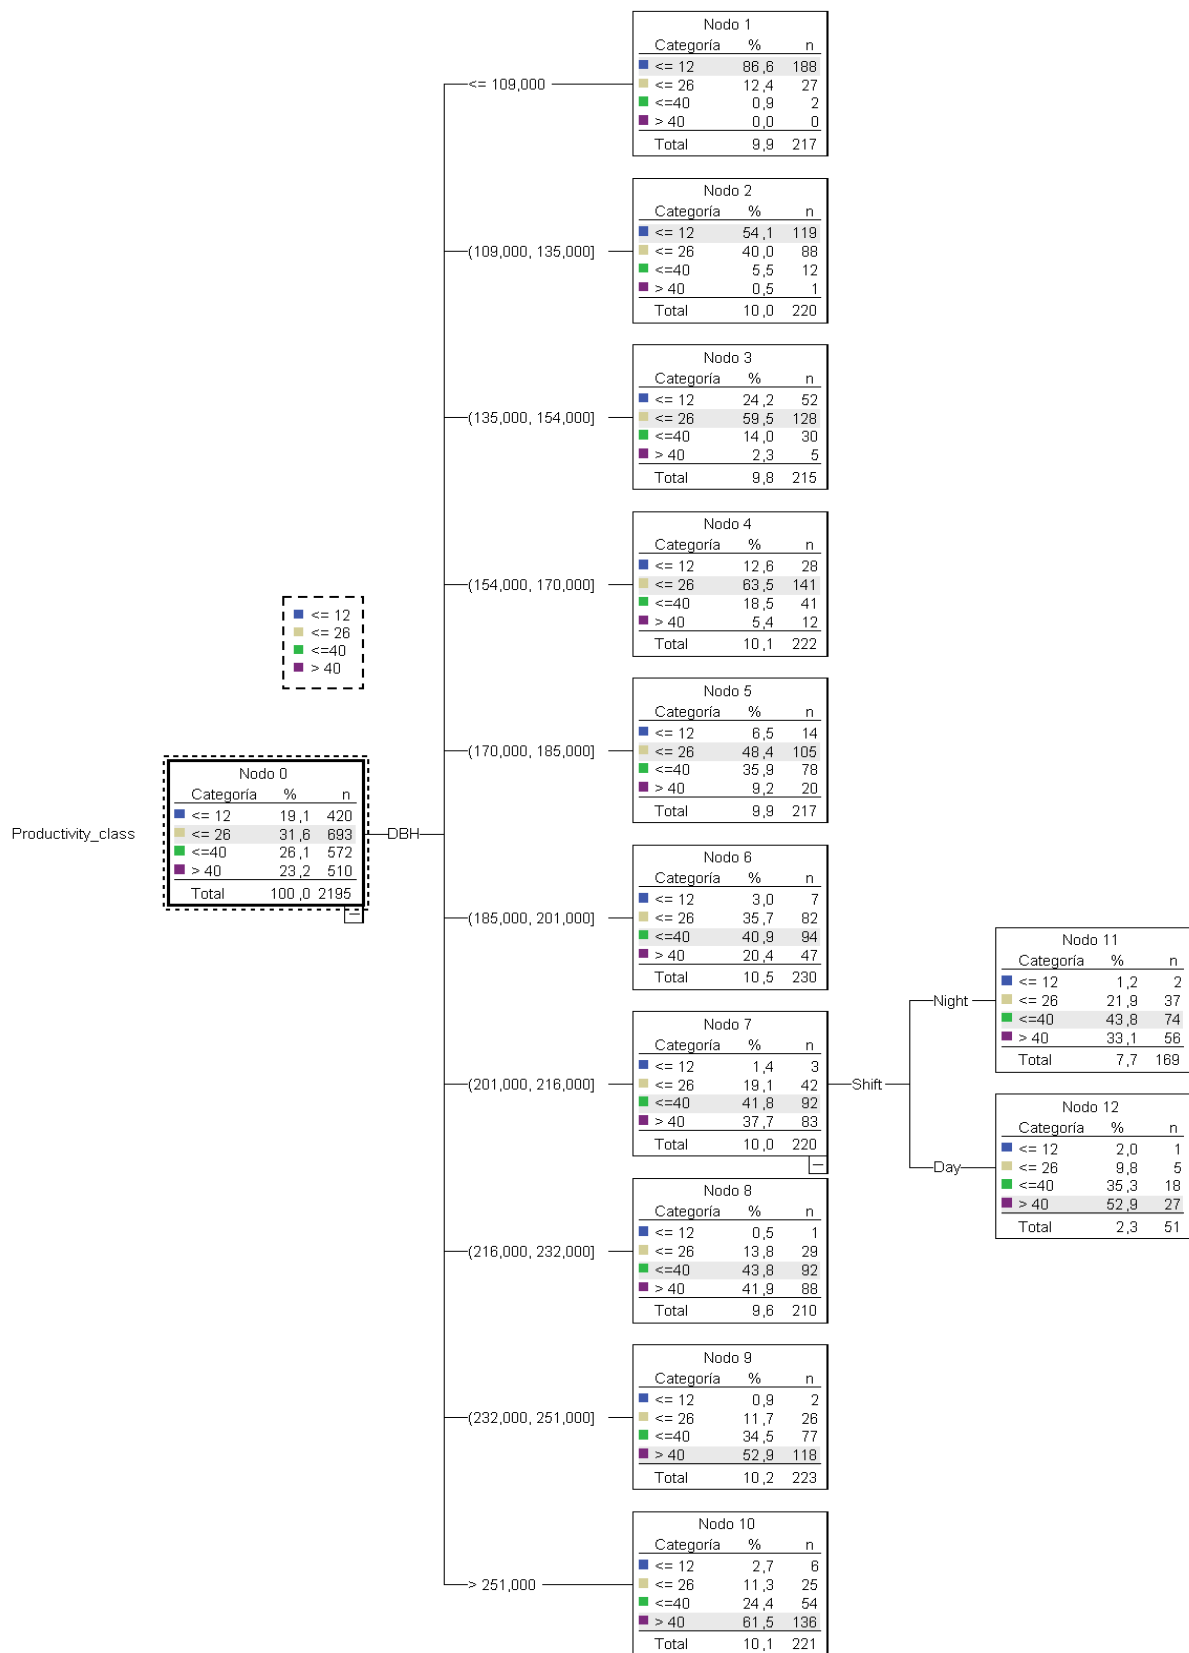 Productivity_class
<= 12
<= 26
<=40
> 40
Nodo 0
Categoría % n
<= 12 19,1 420
<= 26 31,6 693
<=40 26,1 572
> 40 23,2 510
Total 100,0 2195
DBH
<= 109,000
Nodo 1
Categoría % n
<= 12 86,6 188
<= 26 12,4 27
<=40 0,9 2
> 40 0,0 0
Total 9,9 217
(109,000, 135,000]
Nodo 2
Categoría % n
<= 12 54,1 119
<= 26 40,0 88
<=40 5,5 12
> 40 0,5 1
Total 10,0 220
(135,000, 154,000]
Nodo 3
Categoría % n
<= 12 24,2 52
<= 26 59,5 128
<=40 14,0 30
> 40 2,3 5
Total 9,8 215
(154,000, 170,000]
Nodo 4
Categoría % n
<= 12 12,6 28
<= 26 63,5 141
<=40 18,5 41
> 40 5,4 12
Total 10,1 222
(170,000, 185,000]
Nodo 5
Categoría % n
<= 12 6,5 14
<= 26 48,4 105
<=40 35,9 78
> 40 9,2 20
Total 9,9 217
(185,000, 201,000]
Nodo 6
Categoría % n
<= 12 3,0 7
<= 26 35,7 82
<=40 40,9 94
> 40 20,4 47
Total 10,5 230
(201,000, 216,000]
Nodo 7
Categoría % n
<= 12 1,4 3
<= 26 19,1 42
<=40 41,8 92
> 40 37,7 83
Total 10,0 220
Shift
Night
Nodo 11
Categoría % n
<= 12 1,2 2
<= 26 21,9 37
<=40 43,8 74
> 40 33,1 56
Total 7,7 169
Day
Nodo 12
Categoría % n
<= 12 2,0 1
<= 26 9,8 5
<=40 35,3 18
> 40 52,9 27
Total 2,3 51
(216,000, 232,000]
Nodo 8
Categoría % n
<= 12 0,5 1
<= 26 13,8 29
<=40 43,8 92
> 40 41,9 88
Total 9,6 210
(232,000, 251,000]
Nodo 9
Categoría % n
<= 12 0,9 2
<= 26 11,7 26
<=40 34,5 77
> 40 52,9 118
Total 10,2 223
> 251,000
Nodo 10
Categoría % n
<= 12 2,7 6
<= 26 11,3 25
<=40 24,4 54
> 40 61,5 136
Total 10,1 221